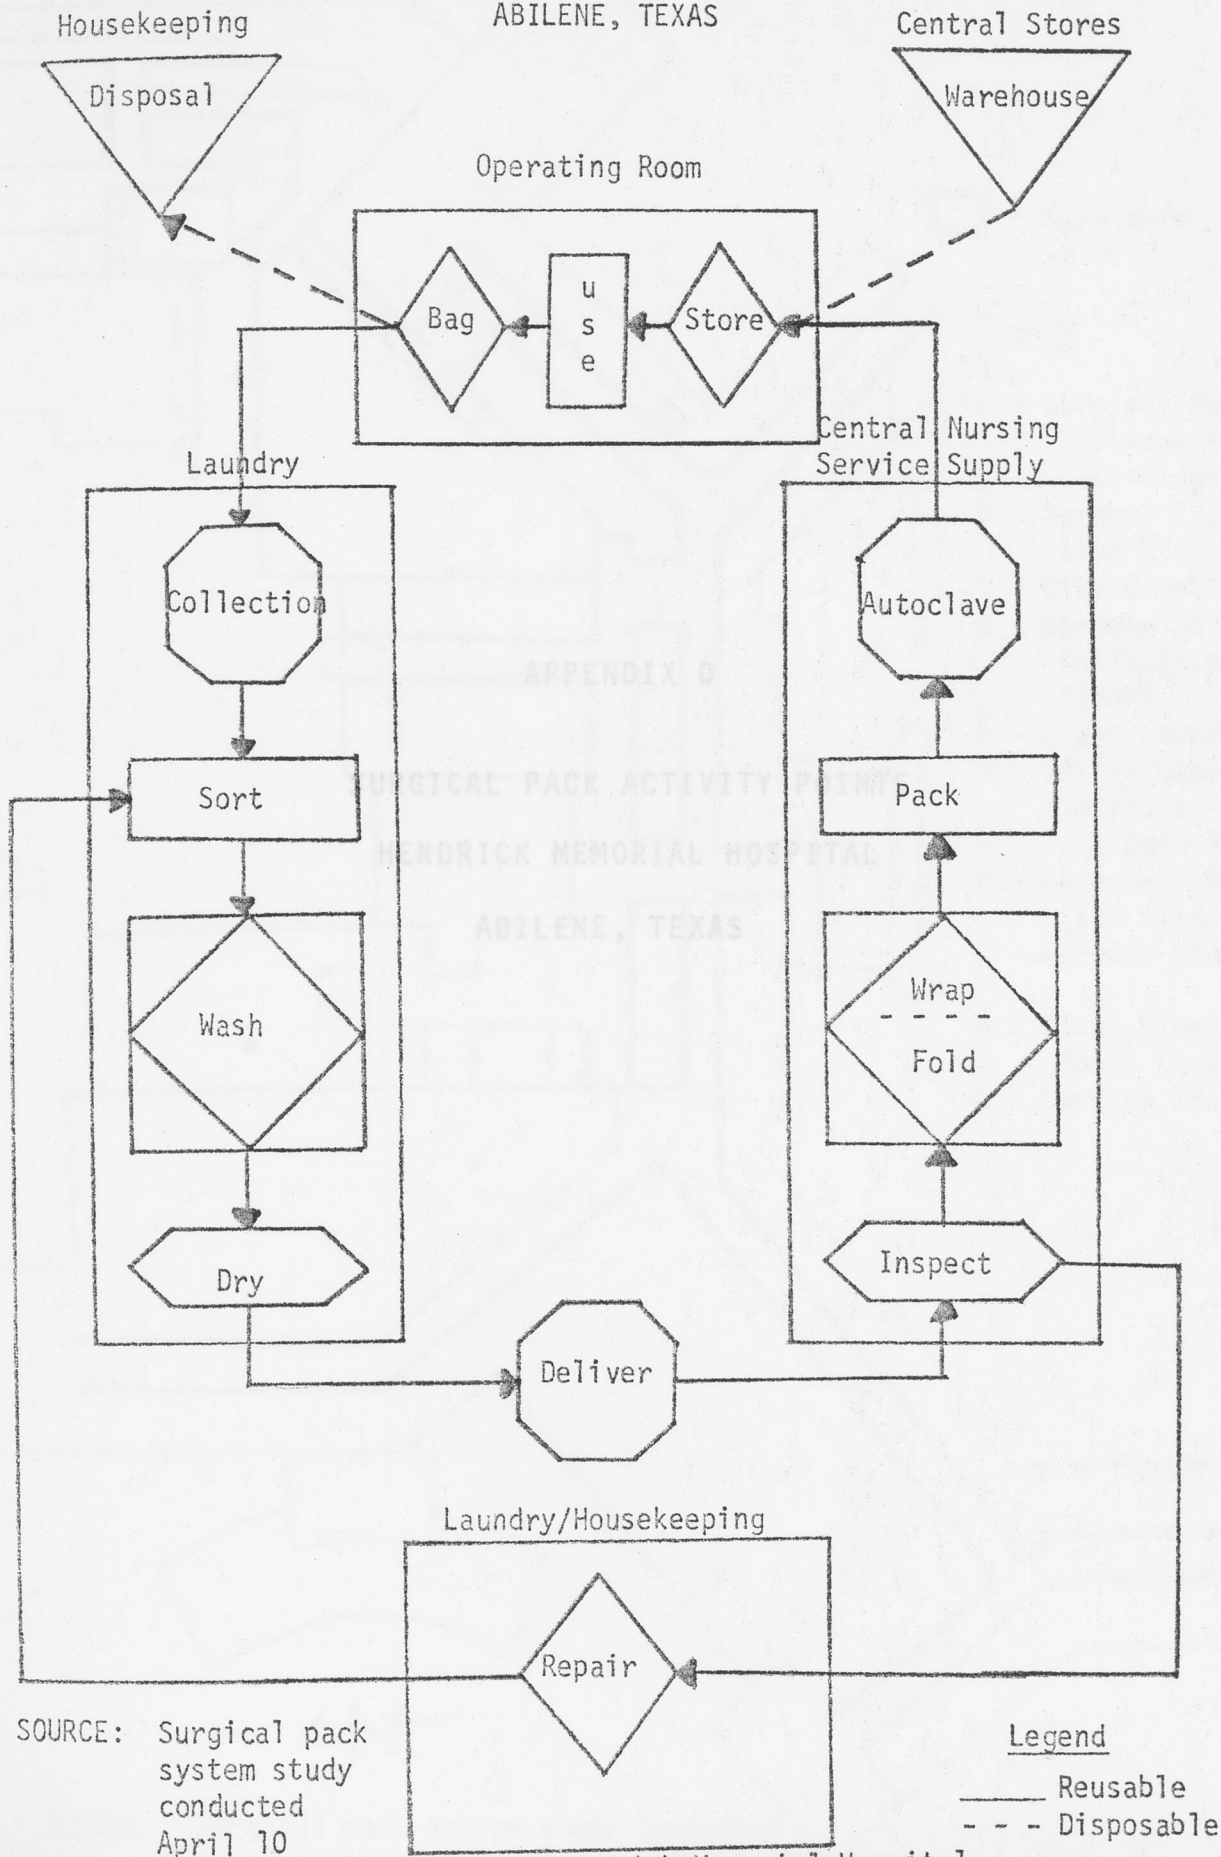 ABILENE, TEXAS
Housekeeping
Central Stores
Disposal
Warehouse
Operating Room
Bag
u
s
e
Store
Central Nursing
Service Supply
Laundry
Collection
Autoclave
APPENDIX D
Sort
SURGICAL PACK ACTIVITY POINTS
Pack
HENDRICK MEMORIAL HOSPITAL
ABILENE, TEXAS
Wash
Wrap
Fold
Dry
Inspect
Deliver
Laundry/Housekeeping
Repair
SOURCE: Surgical pack
system study
conducted
April 10
Legend
Reusable
Disposable
Hospital